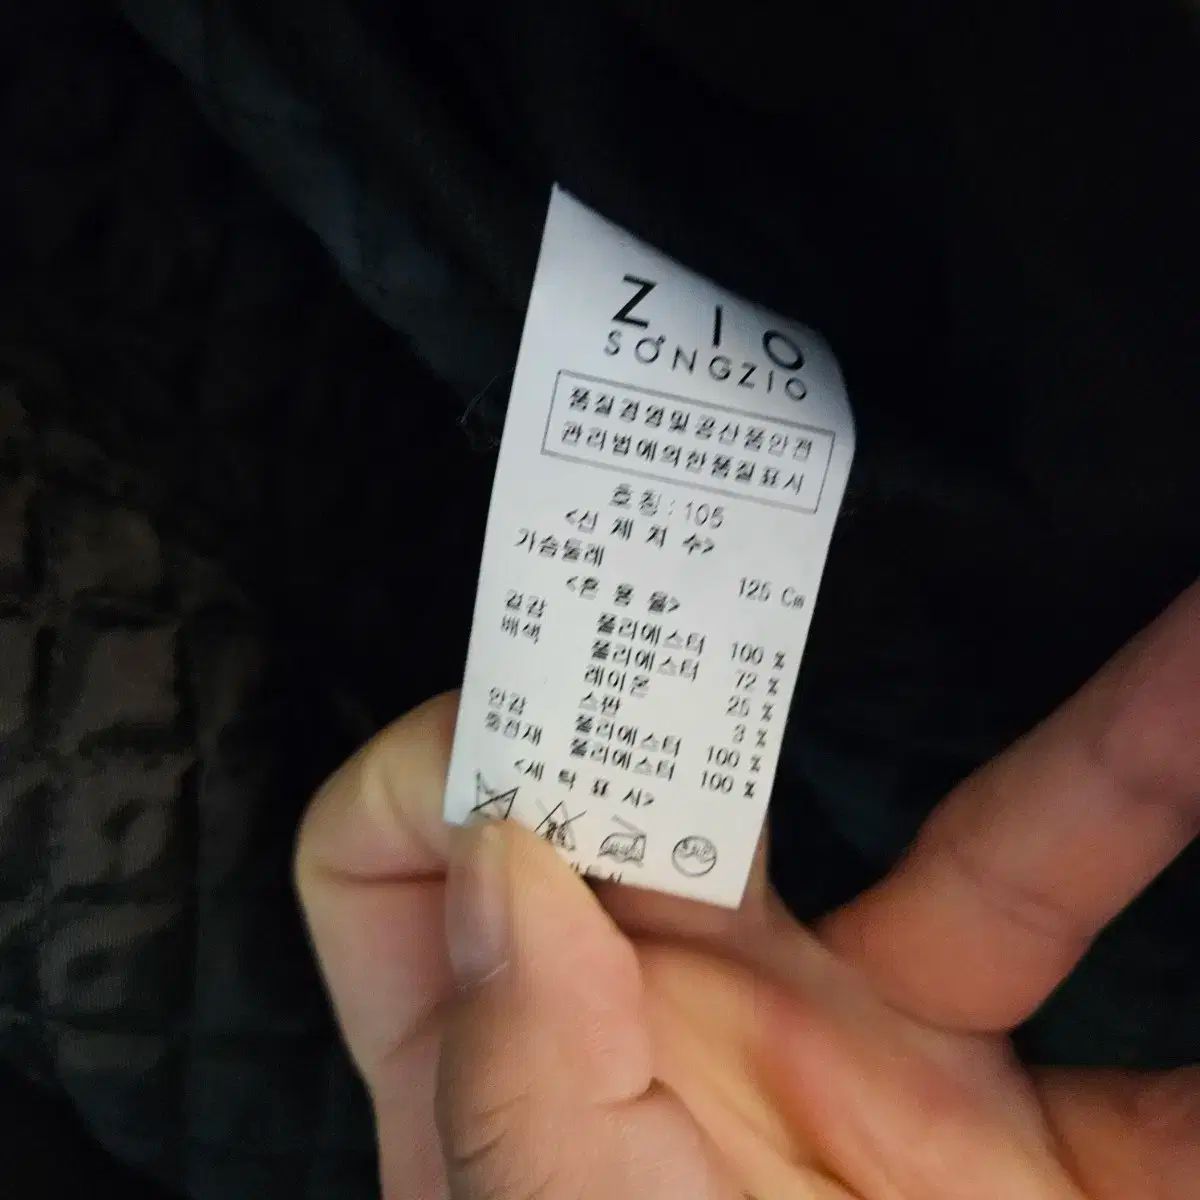 ZIO
SONGZIO
품질경영및공산품안전
관리법에의한품질표시
호칭:105
<신 체 치 수>
가슴둘레 125 Cm
<혼 용 율>
겉감 폴리에스터 100 %
배색 폴리에스터 72 %
레이온 25 %
스판 3 %
안감 폴리에스터 100 %
충전재 폴리에스터 100 %
<세 탁 표 시>